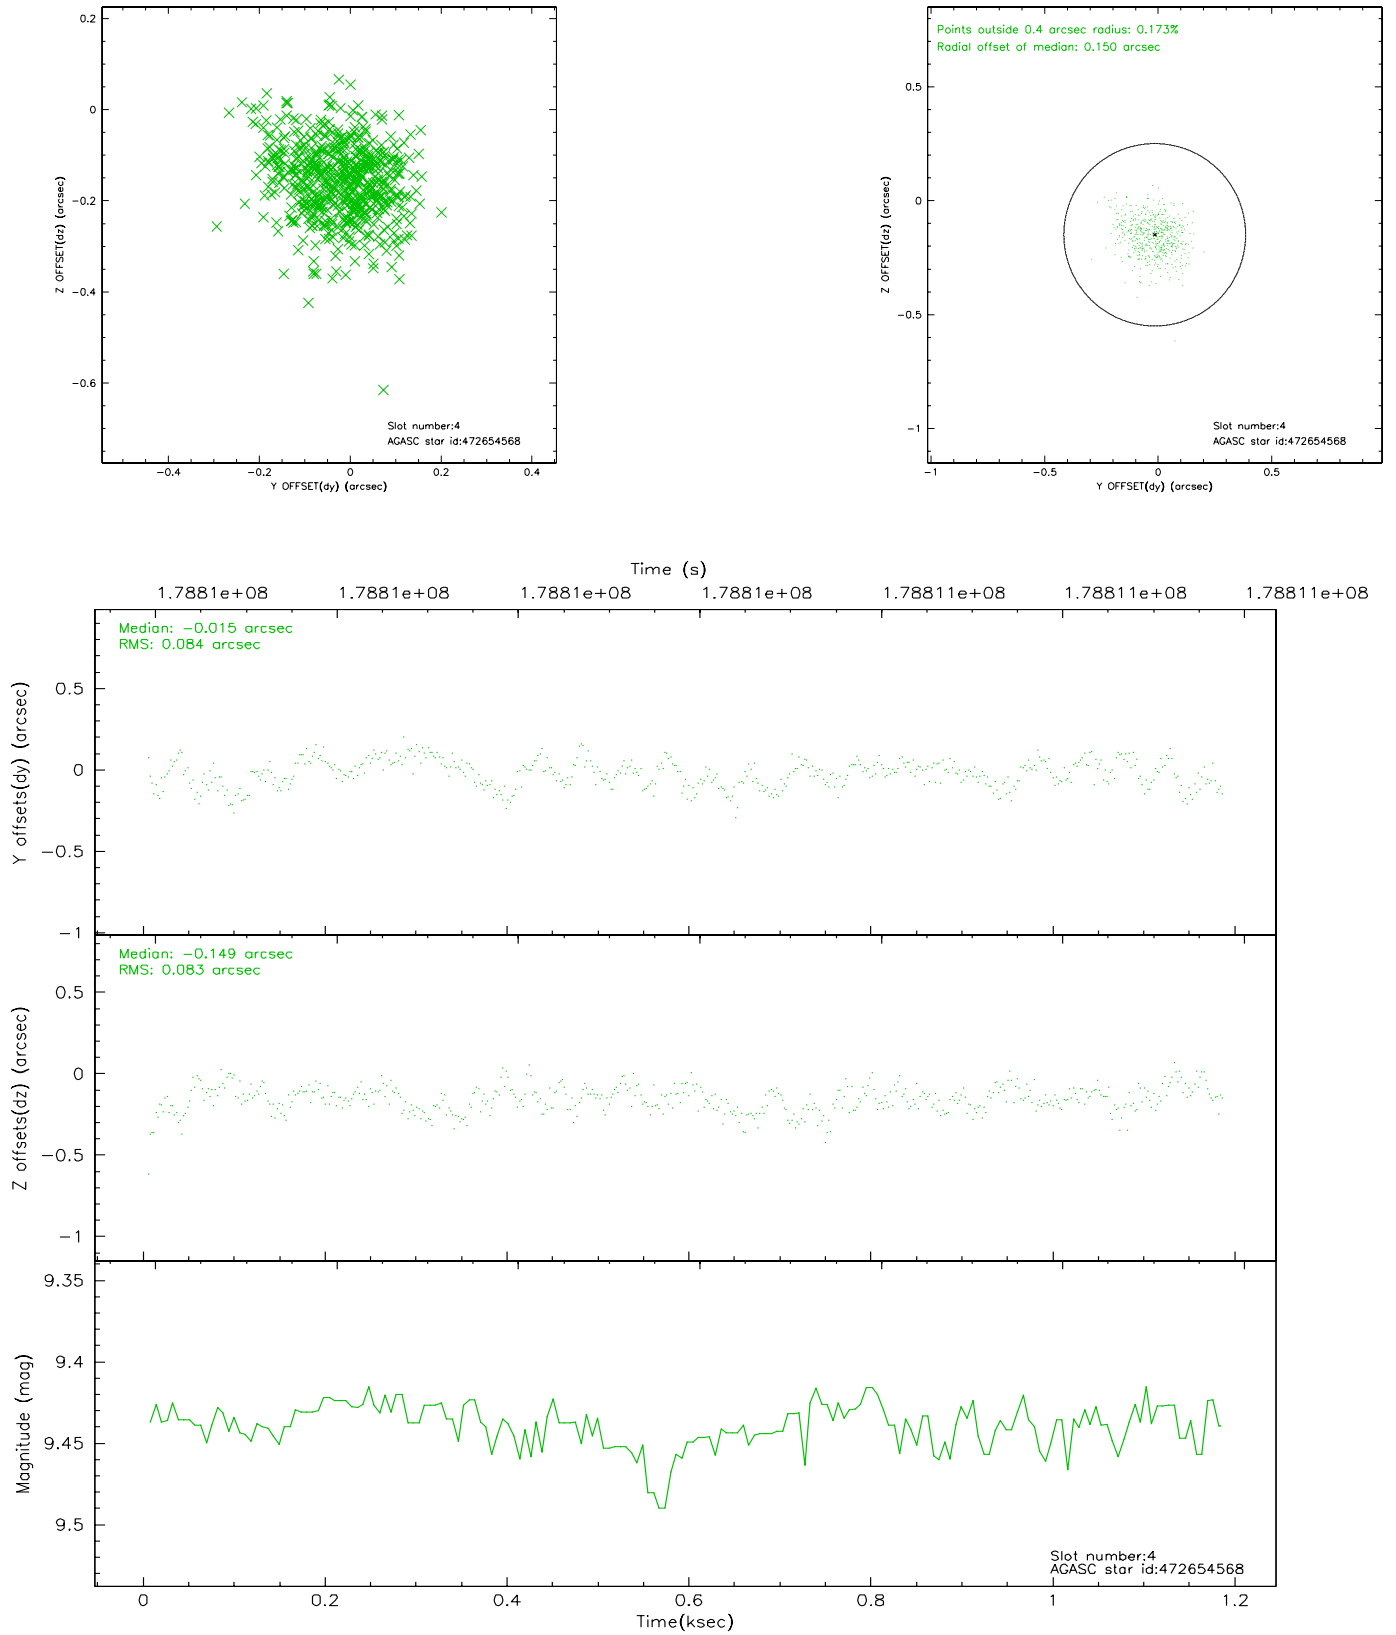 0.2
0
-0.2
-0.4
-0.6
Z OFFSET(dz) (arcsec)
Slot number:4
AGASC star id:472654568
-0.4 -0.2 0 0.2 0.4
Y OFFSET(dy) (arcsec)
Points outside 0.4 arcsec radius: 0.173%
Radial offset of median: 0.150 arcsec
0.5
0
-0.5
-1
Z OFFSET(dz) (arcsec)
Slot number:4
AGASC star id:472654568
-1 -0.5 0 0.5
Y OFFSET(dy) (arcsec)
Time (s)
1.7881e+08 1.7881e+08 1.7881e+08 1.7881e+08 1.78811e+08 1.78811e+08 1.78811e+08
Median: -0.015 arcsec
RMS: 0.084 arcsec
0.5
0
-0.5
-1
Y offsets(dy) (arcsec)
Median: -0.149 arcsec
RMS: 0.083 arcsec
0.5
0
-0.5
-1
Z offsets(dz) (arcsec)
9.35
9.4
9.45
9.5
Magnitude (mag)
Slot number:4
AGASC star id:472654568
0 0.2 0.4 0.6 0.8 1 1.2
Time(ksec)